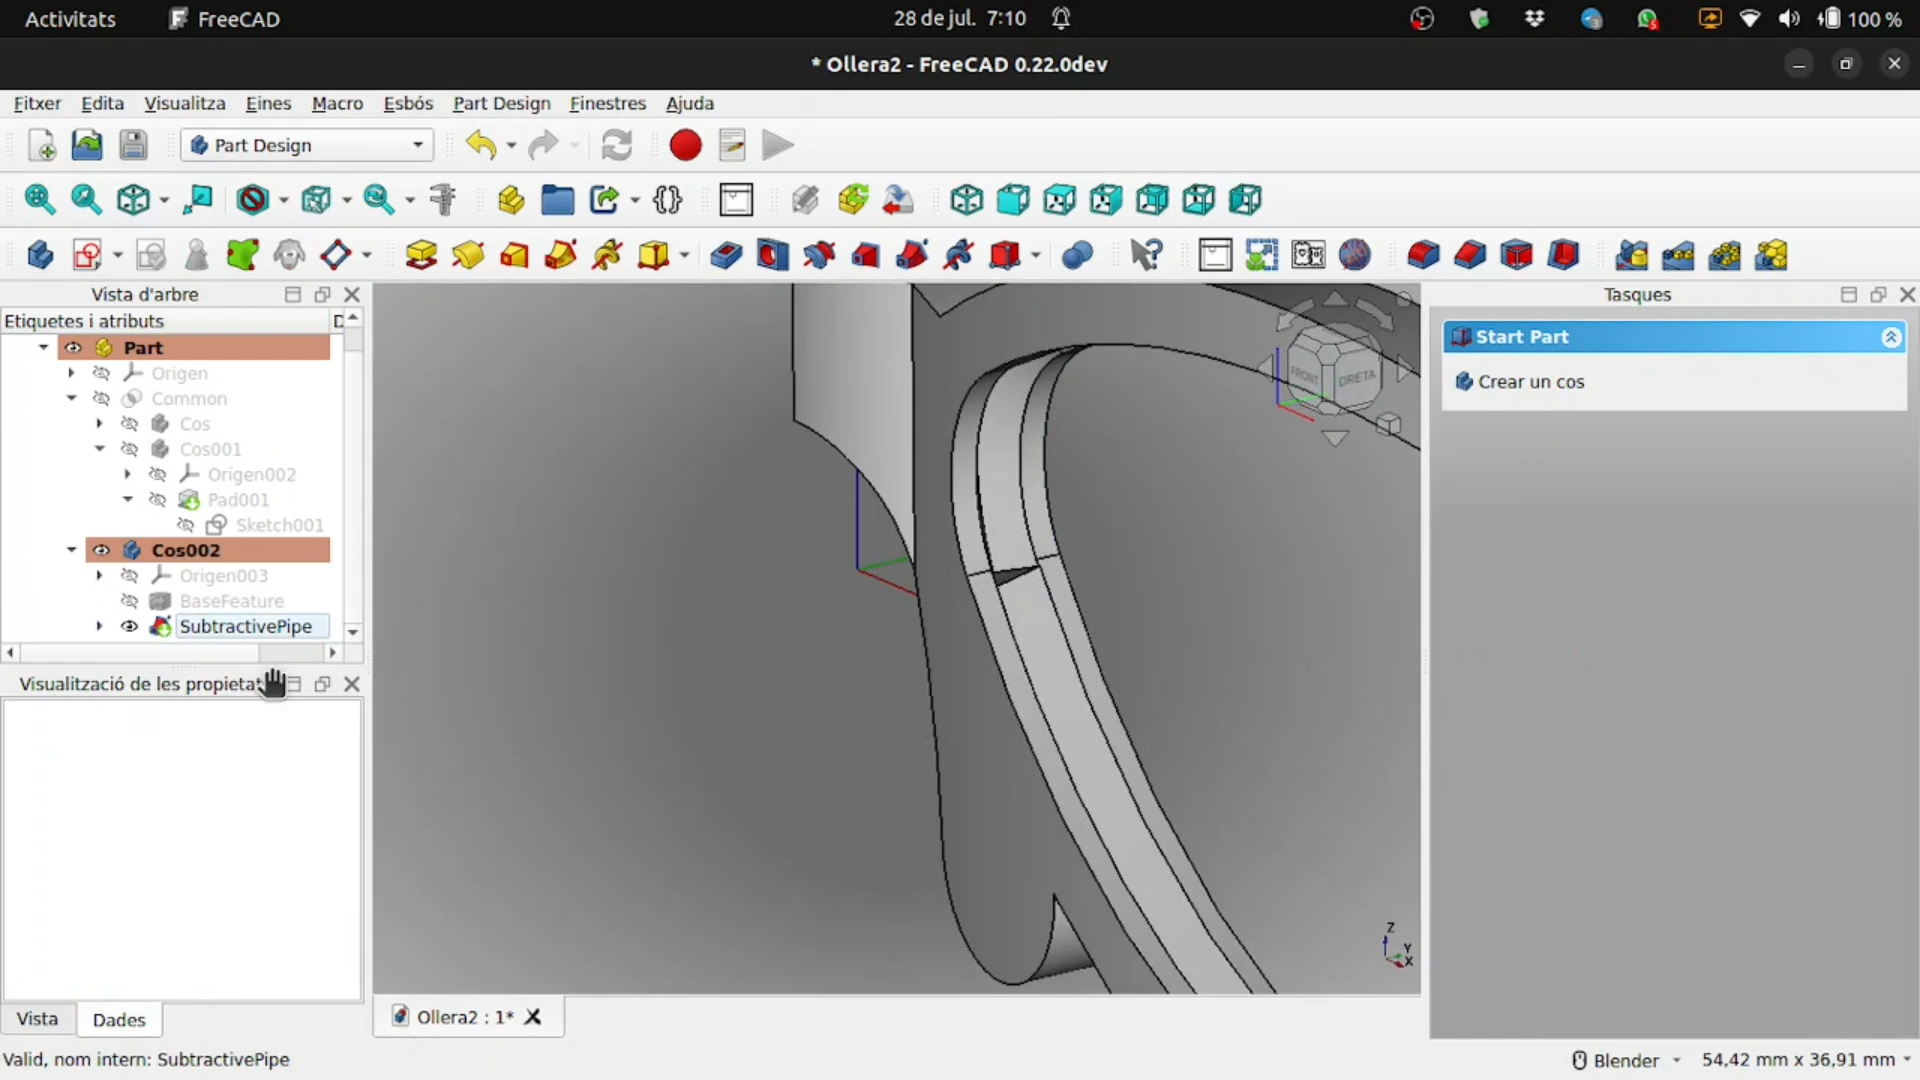 Activitats
FreeCAD
28 de jul. 7:10
100 %
* Ollera2 - FreeCAD 0.22.0dev
Fitxer Edita Visualitza Eines Macro Esbós Part Design Finestres Ajuda
Part Design
Vista d'arbre
Etiquetes i atributs
D
Part
Origen
Common
Cos
Cos001
Origen002
Pad001
Sketch001
Cos002
Origen003
BaseFeature
SubtractivePipe
Visualització de les propietat
Vista
Dades
FRONT
DRETA
Z
Y
X
Ollera2 : 1*
Tasques
Start Part
Crear un cos
Valid, nom intern: SubtractivePipe
Blender
54,42 mm x 36,91 mm